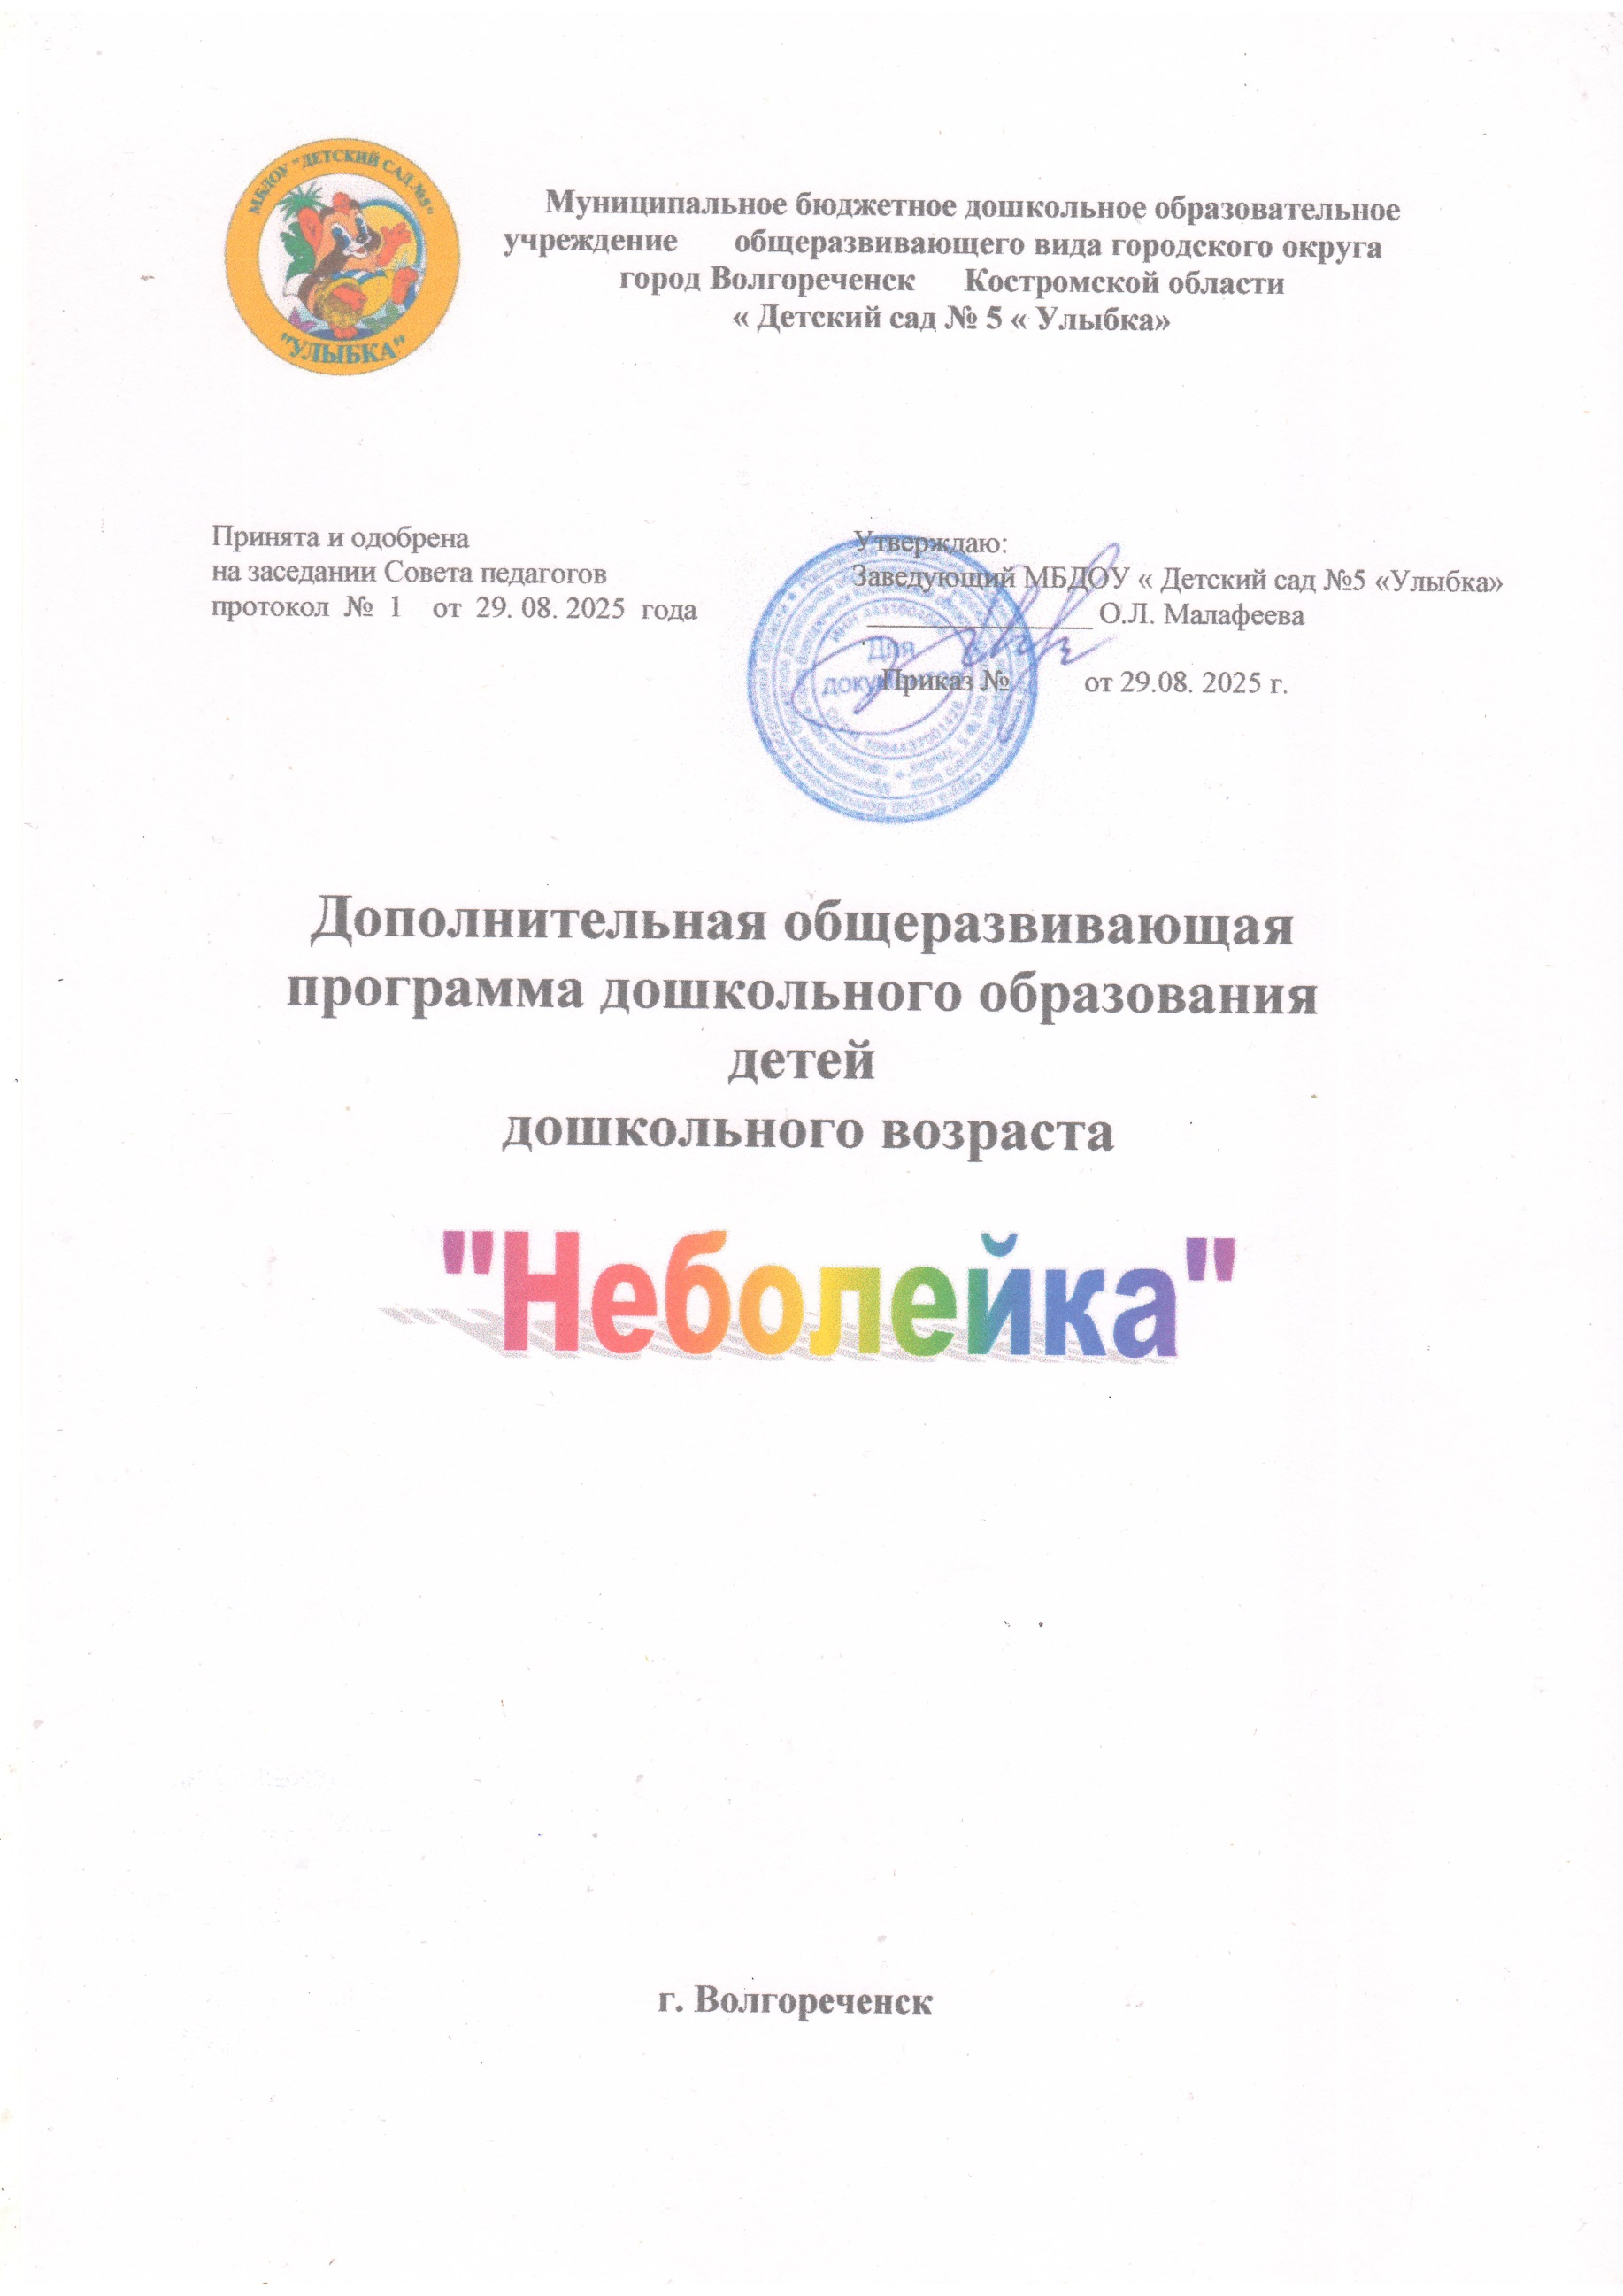 МБДОУ "ДЕТСКИЙ САД №5"
"УЛЫБКА"
Муниципальное бюджетное дошкольное образовательное
учреждение общеразвивающего вида городского округа
город Волгореченск Костромской области
« Детский сад № 5 « Улыбка»
Принята и одобрена
на заседании Совета педагогов
протокол № 1 от 29. 08. 2025 года
Утверждаю:
Заведующий МБДОУ « Детский сад №5 «Улыбка»
_______________ О.Л. Малафеева
Приказ № от 29.08. 2025 г.
Для
документов
Дополнительная общеразвивающая
программа дошкольного образования
детей
дошкольного возраста
"Неболейка"
г. Волгореченск